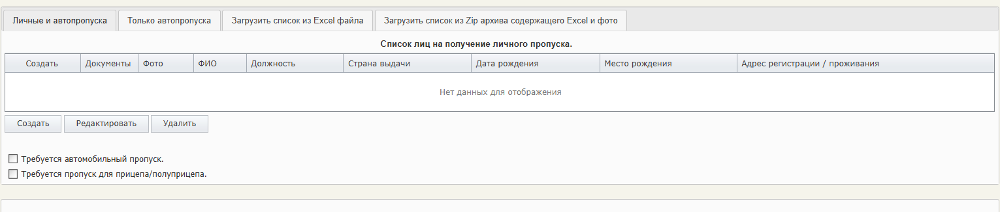 Личные и автопропуска Только автопропуска Загрузить список из Excel файла Загрузить список из Zip архива содержащего Excel и фото
Список лиц на получение личного пропуска.
Создать Документы Фото ФИО Должность Страна выдачи Дата рождения Место рождения Адрес регистрации / проживания
Нет данных для отображения
Создать Редактировать Удалить
Требуется автомобильный пропуск.
Требуется пропуск для прицепа/полуприцепа.